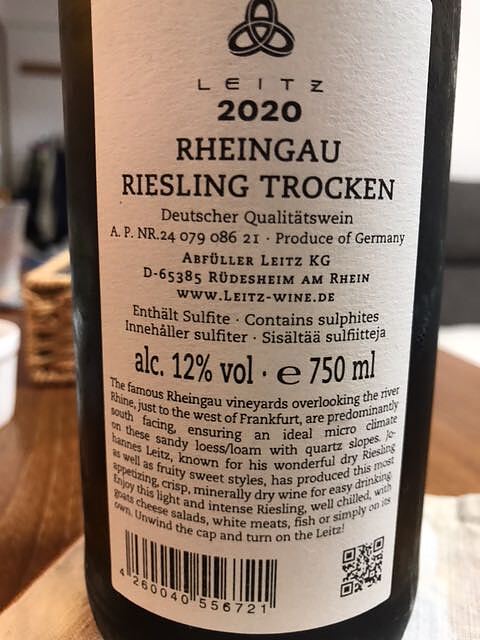 LEITZ
2020
RHEINGAU
RIESLING TROCKEN
Deutscher Qualitätswein
A. P. NR.24 079 086 21 · Produce of Germany
Abfüller Leitz KG
D-65385 Rüdesheim am Rhein
www.Leitz-wine.de
Enthält Sulfite · Contains sulphites
Innehåller sulfiter · Sisältää sulfiitteja
alc. 12% vol · e 750 ml
The famous Rheingau vineyards overlooking the river
Rhine, just to the west of Frankfurt, are predominantly
south facing, ensuring an ideal micro climate
on these sandy loess/loam with quartz slopes. Jo-
hannes Leitz, known for his wonderful dry Riesling
as well as fruity sweet styles, has produced this most
appetizing, crisp, minerally dry wine for easy drinking.
Enjoy this light and intense Riesling, well chilled, with
goats cheese salads, white meats, fish or simply on its
own. Unwind the cap and turn on the Leitz!
4 260040 556721